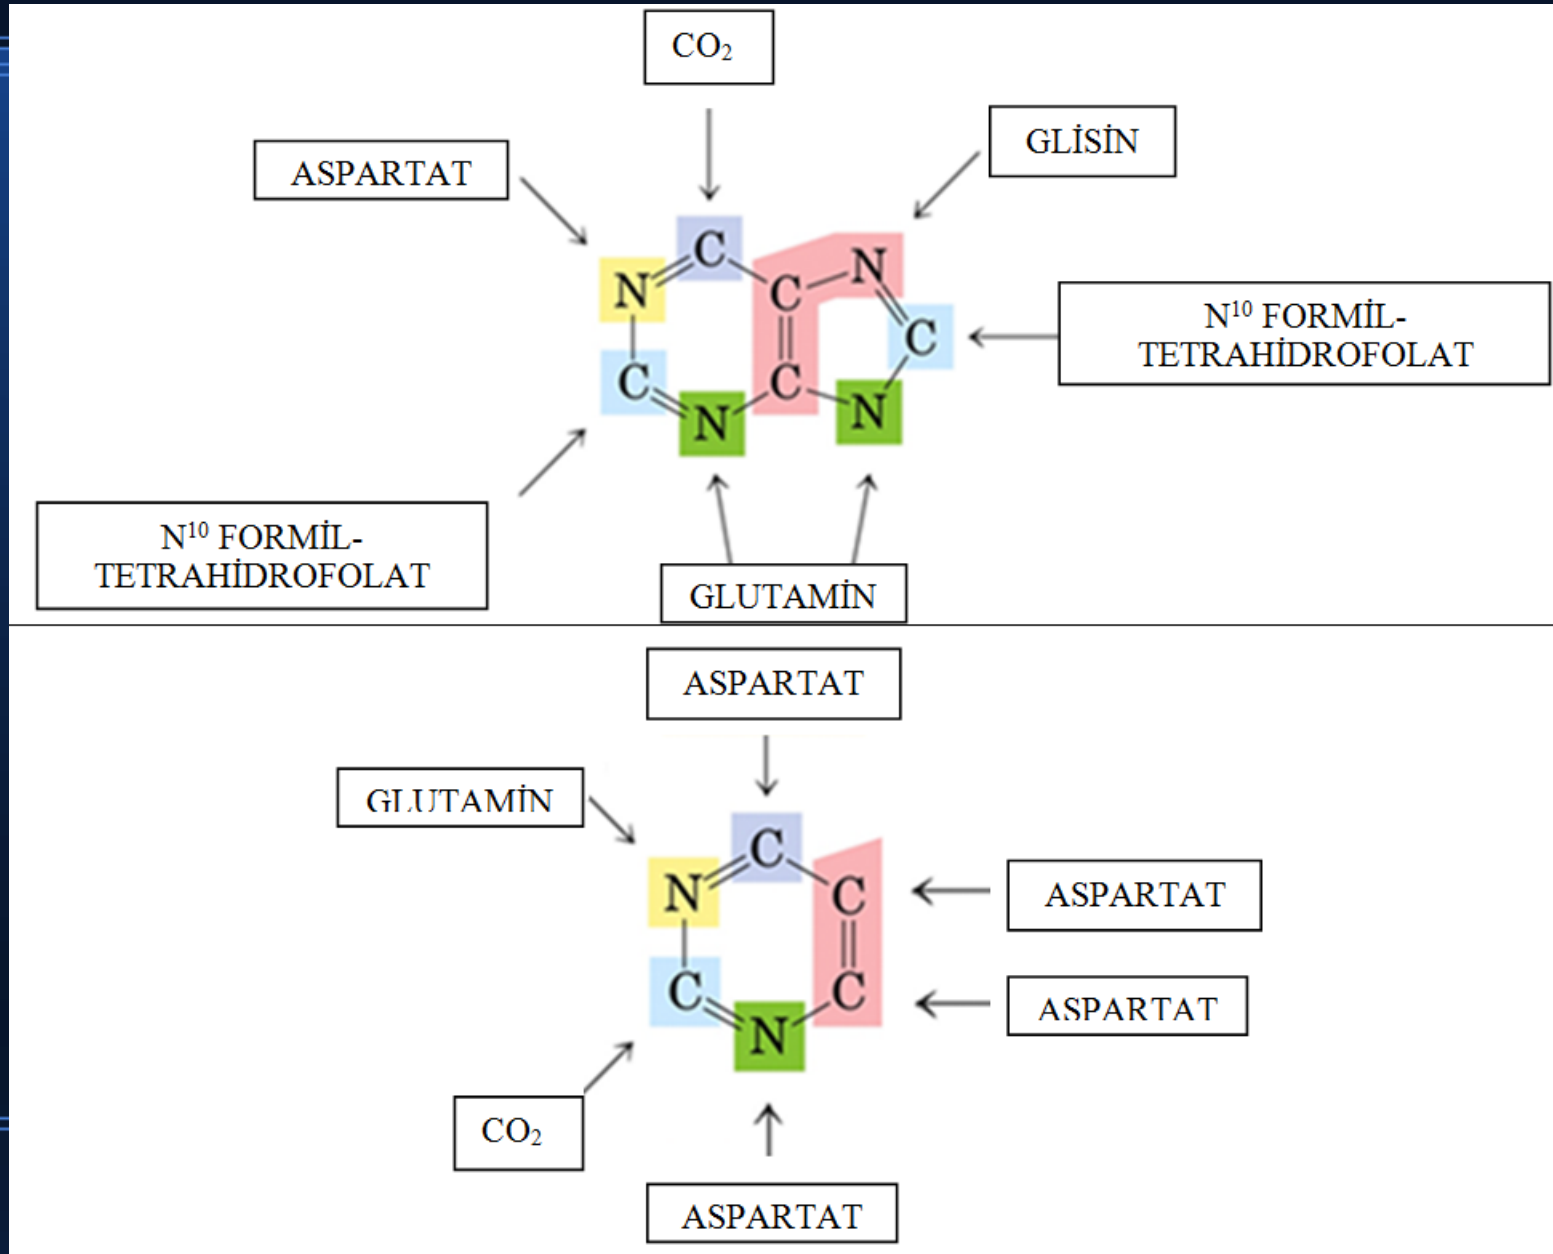 CO₂
GLİSİN
ASPARTAT
N C C N
C C C
N N
N¹⁰ FORMİL-
TETRAHİDROFOLAT
N¹⁰ FORMİL-
TETRAHİDROFOLAT
GLUTAMİN
ASPARTAT
GLUTAMİN
N C C
C N C
ASPARTAT
ASPARTAT
CO₂
ASPARTAT